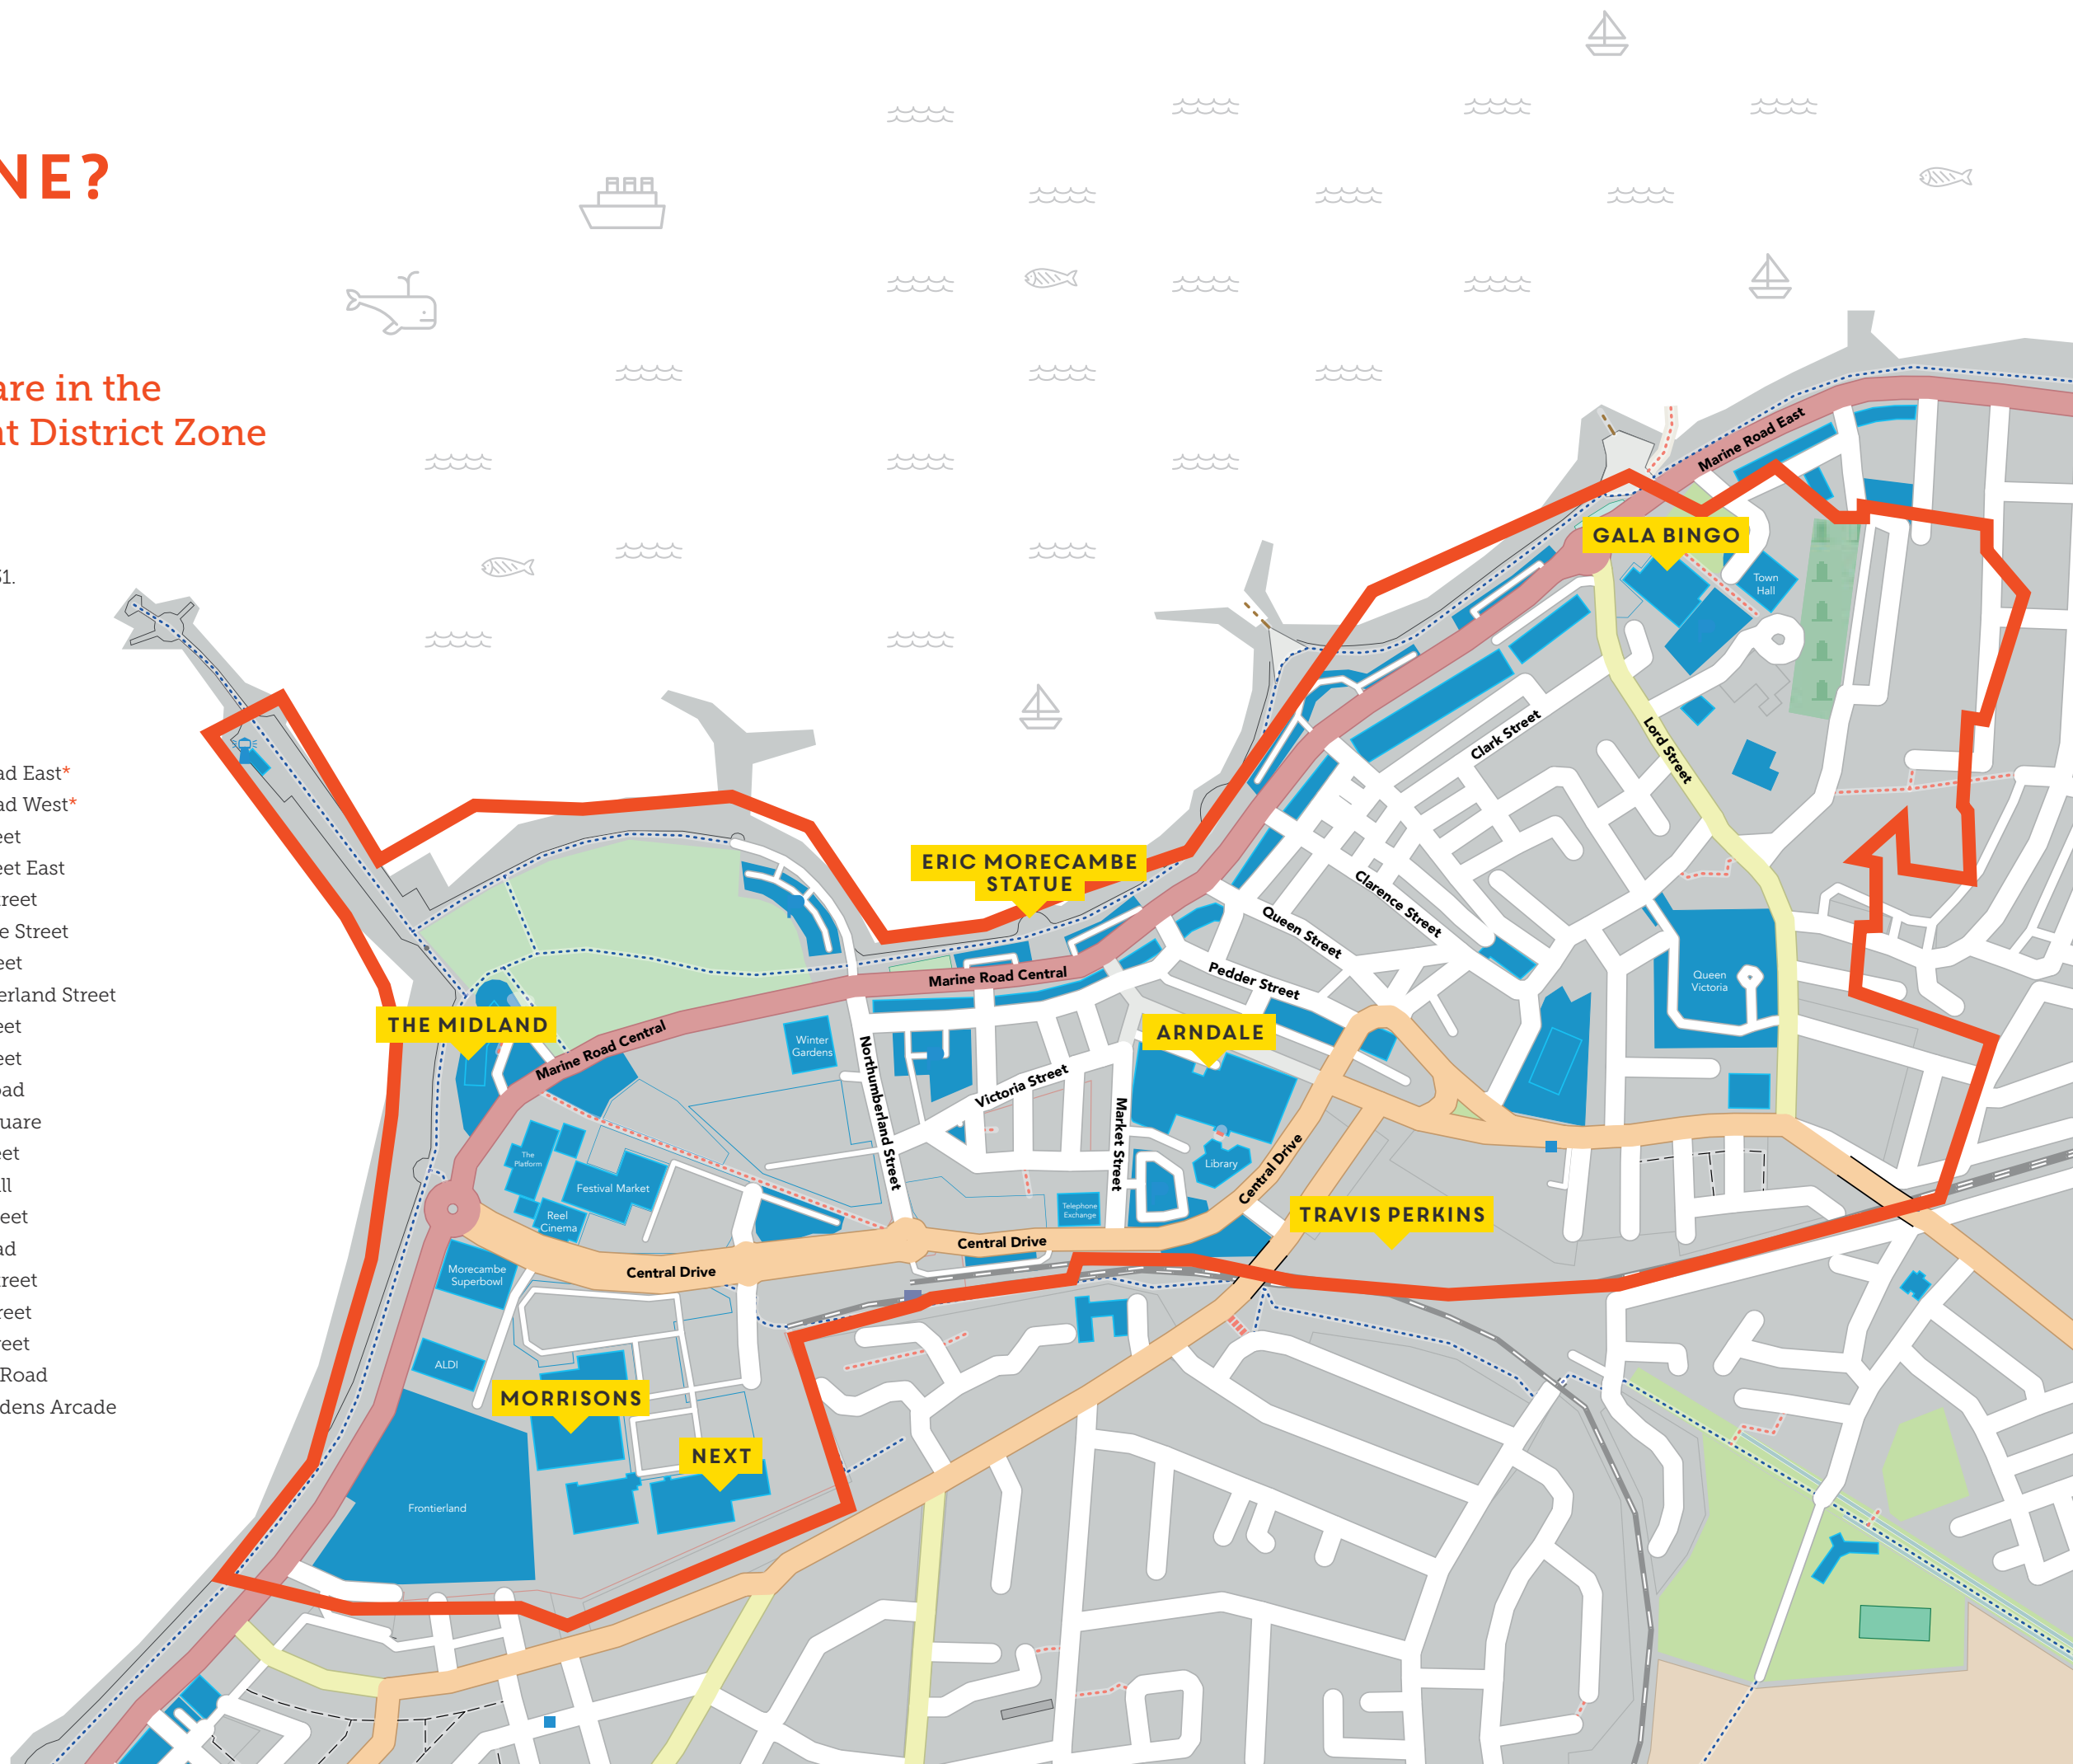 NE?
are in the
nt District Zone
51.
ad East*
ad West*
eet
eet East
treet
e Street
eet
erland Street
eet
eet
oad
uare
eet
ill
reet
ad
treet
reet
reet
Road
dens Arcade
Marine Road East
GALA BINGO
Town
Hall
Clark Street
Lord Street
ERIC MORECAMBE
STATUE
Clarence Street
Queen Street
Pedder Street
Marine Road Central
Queen
Victoria
THE MIDLAND
Marine Road Central
Winter
Gardens
Northumberland Street
Victoria Street
ARNDALE
Market Street
Library
Central Drive
The
Platform
Festival Market
Reel
Cinema
Telephone
Exchange
TRAVIS PERKINS
Central Drive
Central Drive
Morecambe
Superbowl
ALDI
MORRISONS
NEXT
Frontierland